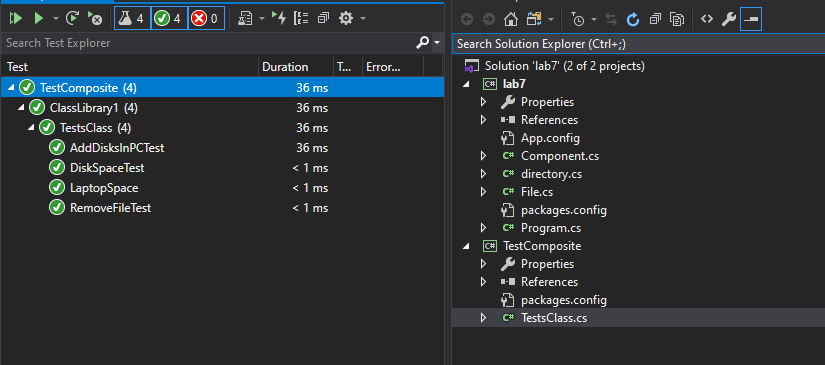 4 4 0
Search Test Explorer
Test Duration T... Error...
TestComposite (4) 36 ms
ClassLibrary1 (4) 36 ms
TestsClass (4) 36 ms
AddDisksInPCTest 36 ms
DiskSpaceTest < 1 ms
LaptopSpace < 1 ms
RemoveFileTest < 1 ms
Search Solution Explorer (Ctrl+;)
Solution 'lab7' (2 of 2 projects)
C# lab7
Properties
References
App.config
C# Component.cs
C# directory.cs
C# File.cs
packages.config
C# Program.cs
C# TestComposite
Properties
References
packages.config
C# TestsClass.cs